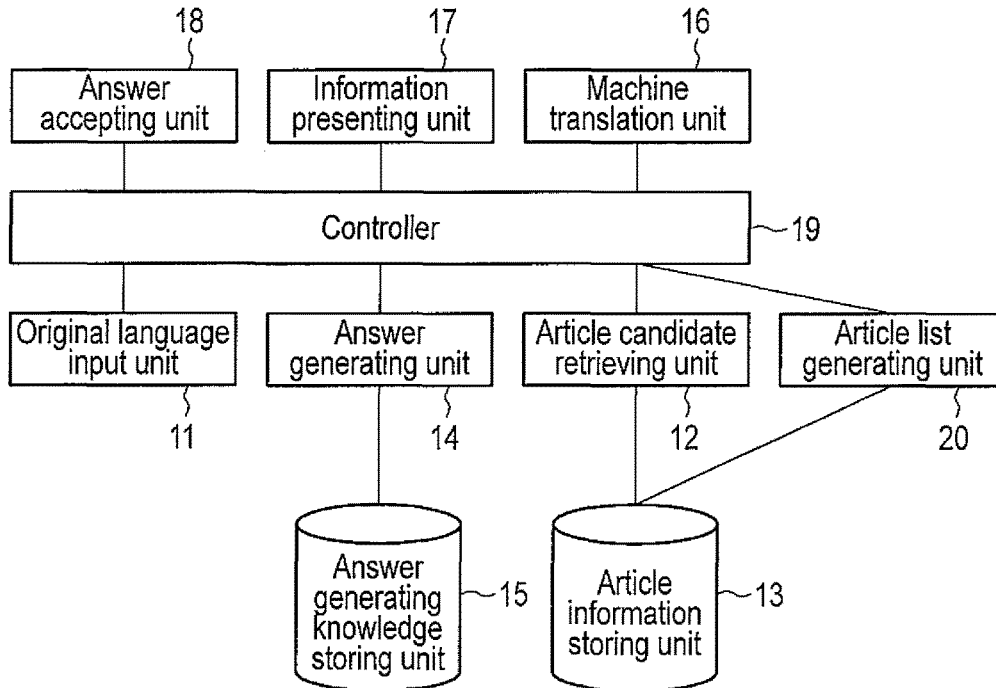 18
17
16
Answer
accepting unit
Information
presenting unit
Machine
translation unit
Controller
19
Original language
input unit
Answer
generating unit
Article candidate
retrieving unit
Article list
generating unit
11
14
12
20
Answer
generating
knowledge
storing unit
15
Article
information
storing unit
13